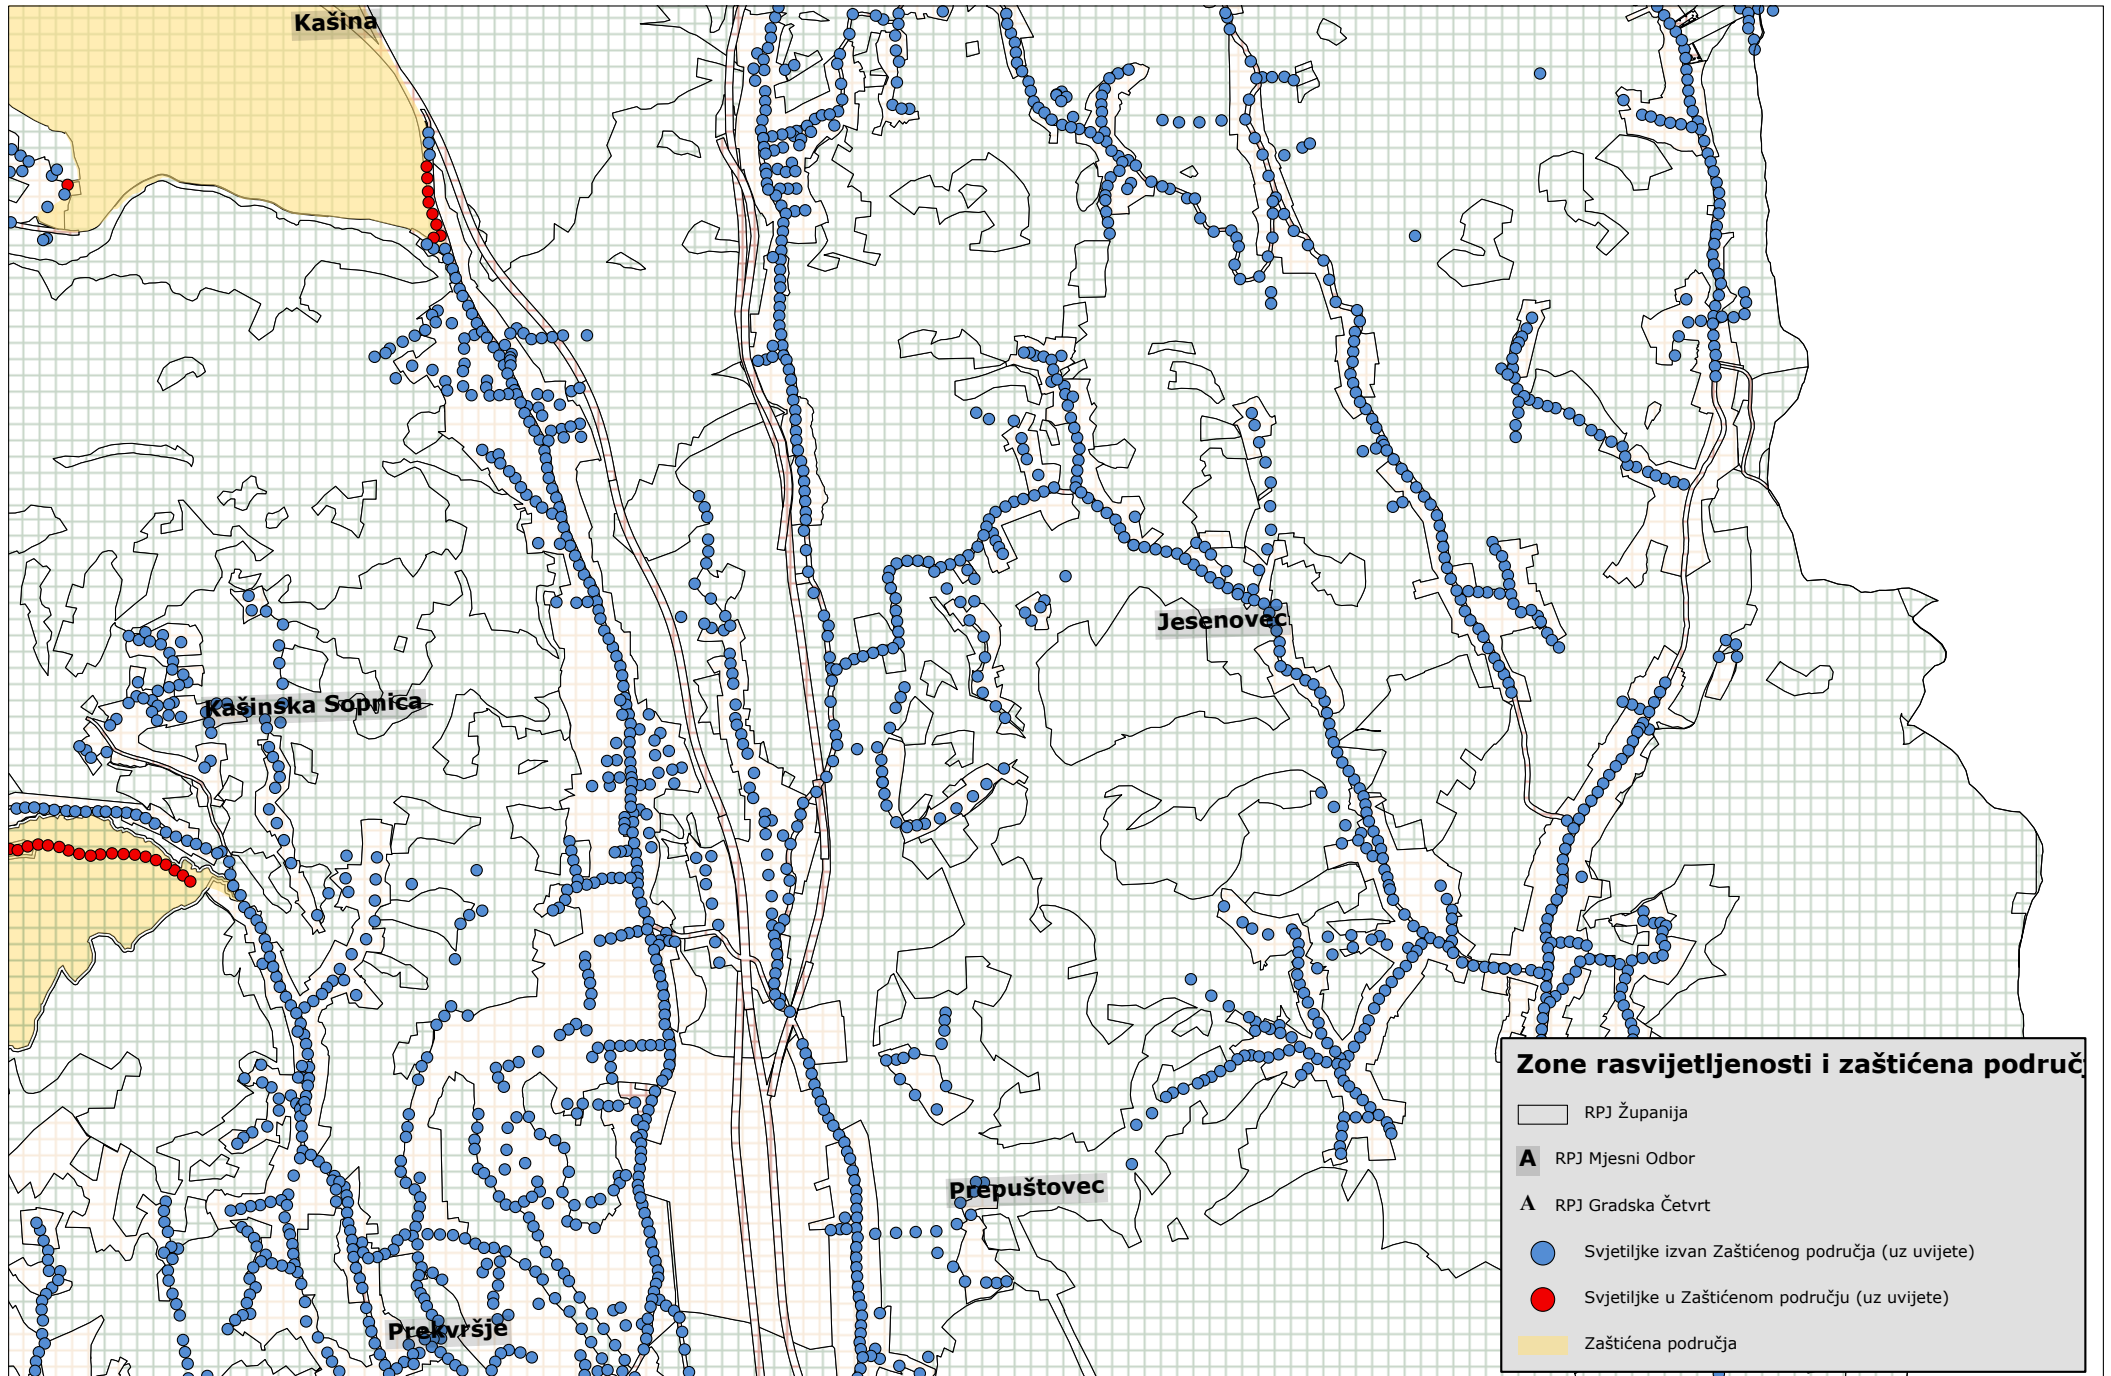 Kašina
Jesenovec
Kašinska Sopnica
Prepuštovec
Prekvršje
Zone rasvijetljenosti i zaštićena područj
RPJ Županija
A RPJ Mjesni Odbor
A RPJ Gradska Četvrt
Svjetiljke izvan Zaštićenog područja (uz uvijete)
Svjetiljke u Zaštićenom području (uz uvijete)
Zaštićena područja